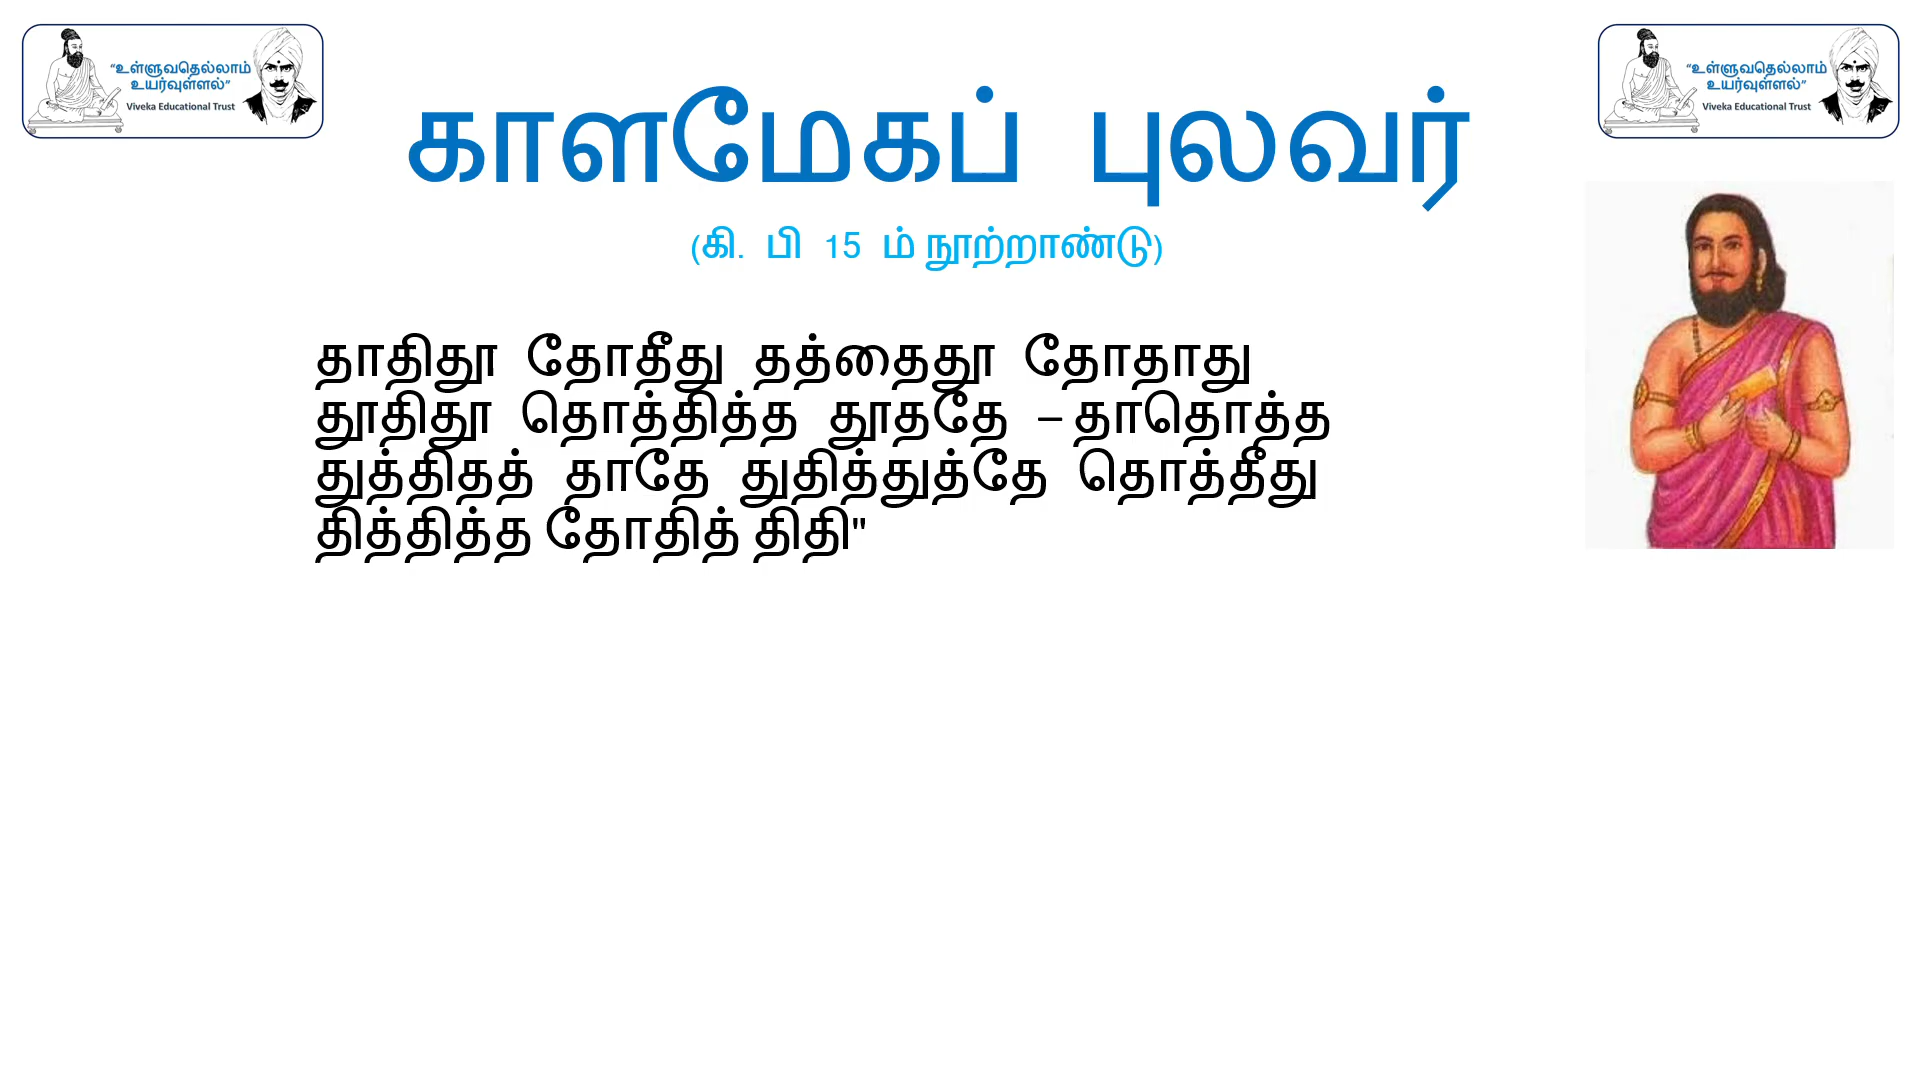 “உள்ளுவதெல்லாம்
உயர்வுள்ளல்”
Viveka Educational Trust
“உள்ளுவதெல்லாம்
உயர்வுள்ளல்”
Viveka Educational Trust
காளமேகப் புலவர்
(கி. பி 15 ம் நூற்றாண்டு)
தாதிதூ தோதீது தத்தைதூ தோதாது
தூதிதூ தொத்தித்த தூததே – தாதொத்த
துத்திதத் தாதே துதித்துத்தே தொத்தீது
தித்தித்த தோதித் திதி"